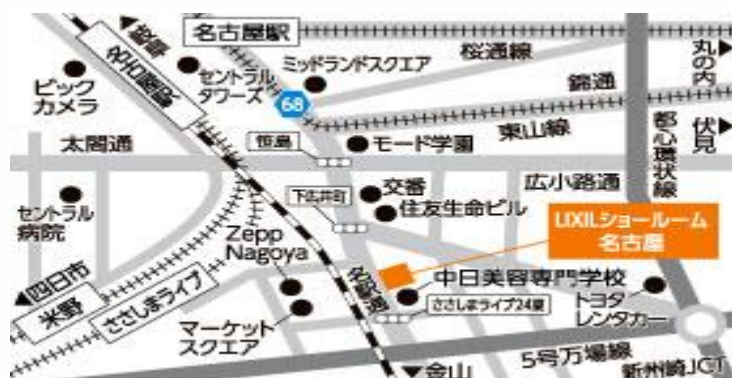 名古屋駅
桜通線
丸の内
ビック
カメラ
名古屋駅
セントラル
タワーズ
ミッドランドスクエア
錦通
68
東山線
伏見
太閤通
笹島
モード学園
都心環状線
下広井町
交番
広小路通
セントラル
病院
住友生命ビル
LIXILショールーム
名古屋
Zepp
Nagoya
四日市
米野
ささしまライブ
名駅通
中日美容専門学校
ささしまライブ24東
トヨタ
レンタカー
マーケット
スクエア
金山
5号万場線
新州崎JCT